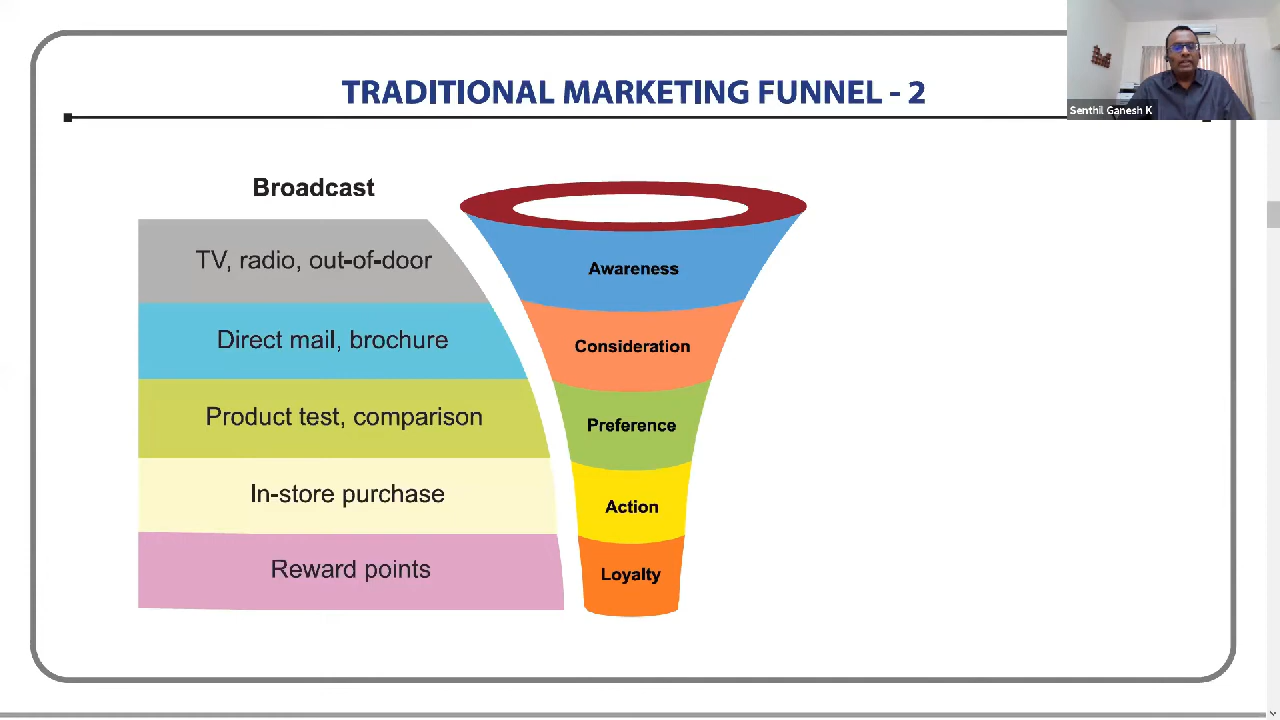 TRADITIONAL MARKETING FUNNEL - 2
Senthil Ganesh K
Broadcast
TV, radio, out-of-door
Awareness
Direct mail, brochure
Consideration
Product test, comparison
Preference
In-store purchase
Action
Reward points
Loyalty